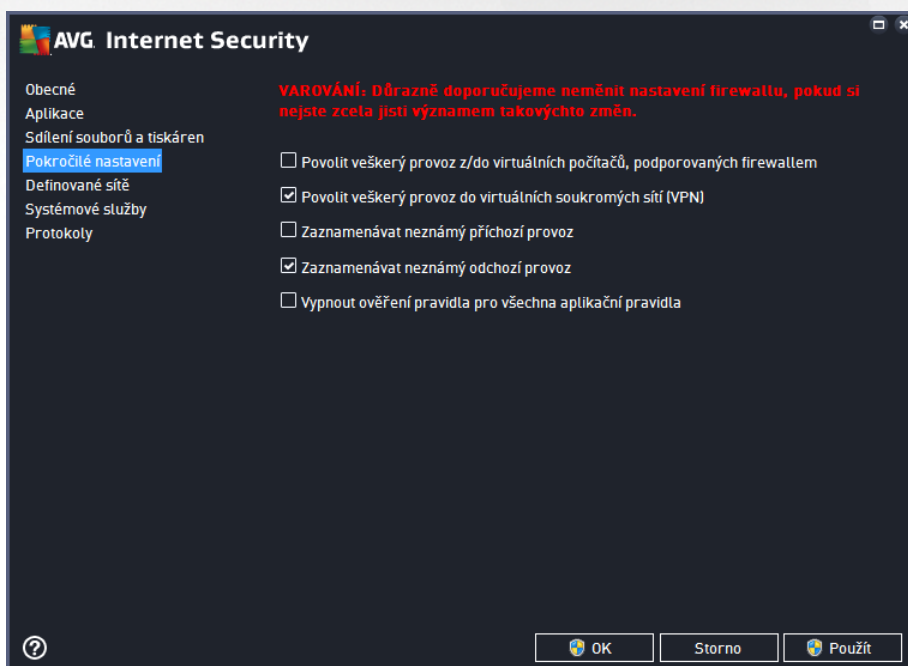 AVG. Internet Security
Obecné
Aplikace
Sdílení souborů a tiskáren
Pokročilé nastavení
Definované sítě
Systémové služby
Protokoly
VAROVÁNÍ: Důrazně doporučujeme neměnit nastavení firewallu, pokud si
nejste zcela jisti významem takovýchto změn.
Povolit veškerý provoz z/do virtuálních počítačů, podporovaných firewallem
Povolit veškerý provoz do virtuálních soukromých sítí (VPN)
Zaznamenávat neznámý příchozí provoz
Zaznamenávat neznámý odchozí provoz
Vypnout ověření pravidla pro všechna aplikační pravidla
?
OK
Storno
Použít